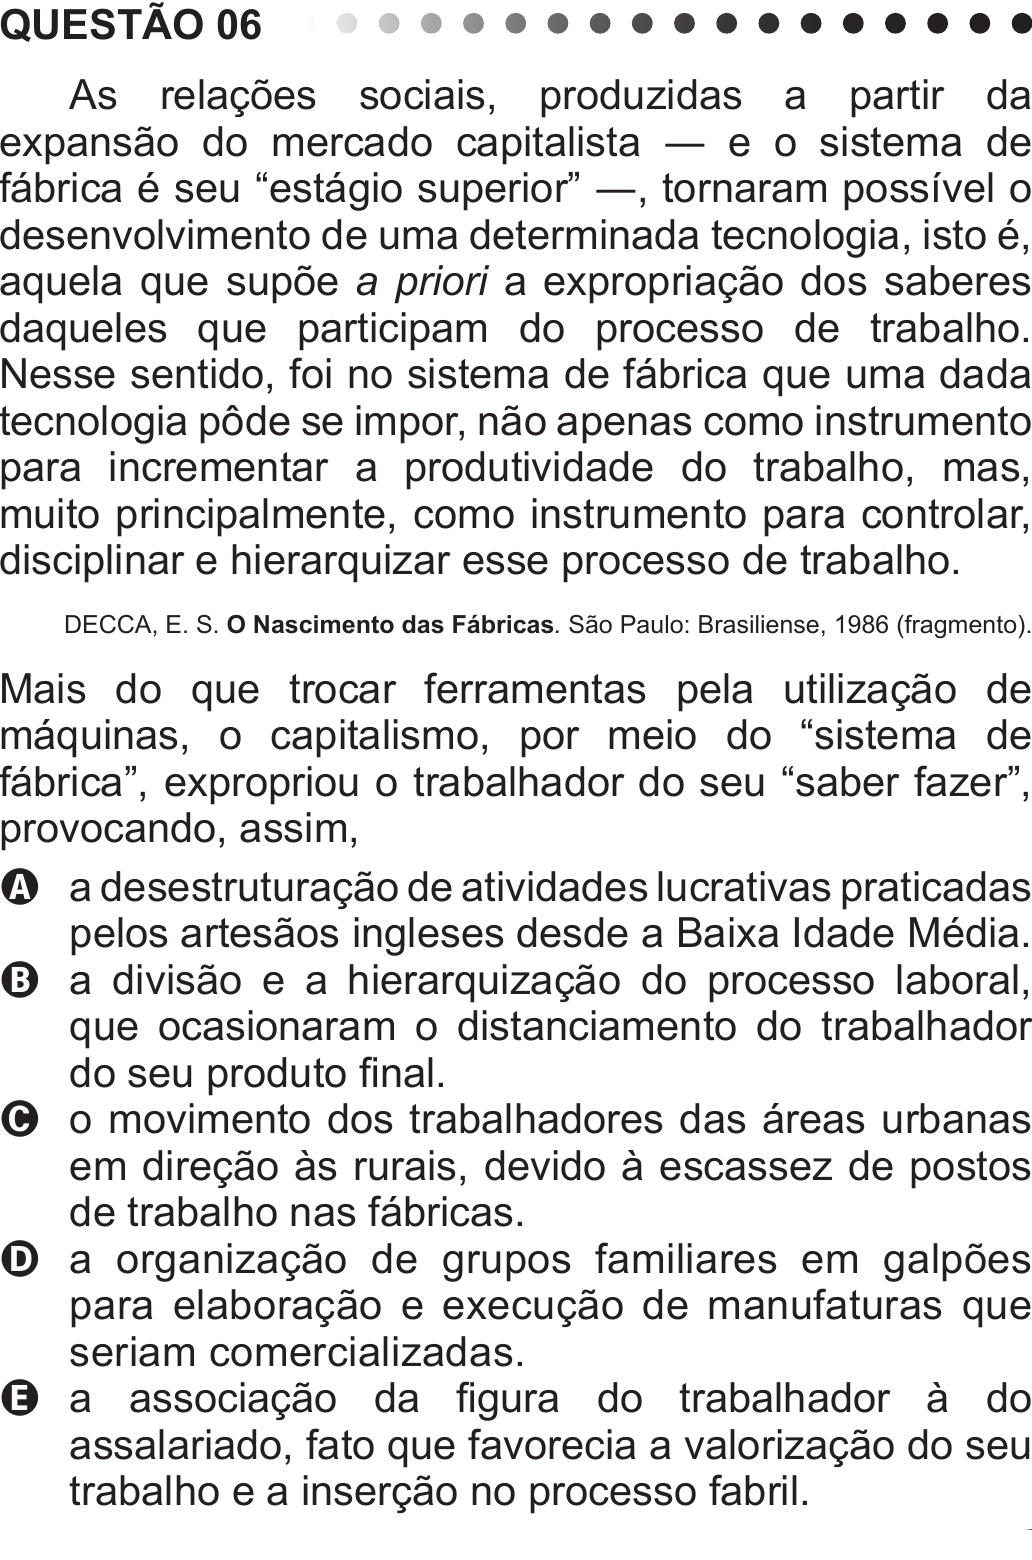 QUESTÃO 06
As relações sociais, produzidas a partir da
expansão do mercado capitalista — e o sistema de
fábrica é seu “estágio superior” —, tornaram possível o
desenvolvimento de uma determinada tecnologia, isto é,
aquela que supõe a priori a expropriação dos saberes
daqueles que participam do processo de trabalho.
Nesse sentido, foi no sistema de fábrica que uma dada
tecnologia pôde se impor, não apenas como instrumento
para incrementar a produtividade do trabalho, mas,
muito principalmente, como instrumento para controlar,
disciplinar e hierarquizar esse processo de trabalho.
DECCA, E. S. O Nascimento das Fábricas. São Paulo: Brasiliense, 1986 (fragmento).
Mais do que trocar ferramentas pela utilização de
máquinas, o capitalismo, por meio do “sistema de
fábrica”, expropriou o trabalhador do seu “saber fazer”,
provocando, assim,
A a desestruturação de atividades lucrativas praticadas
pelos artesãos ingleses desde a Baixa Idade Média.
B a divisão e a hierarquização do processo laboral,
que ocasionaram o distanciamento do trabalhador
do seu produto final.
C o movimento dos trabalhadores das áreas urbanas
em direção às rurais, devido à escassez de postos
de trabalho nas fábricas.
D a organização de grupos familiares em galpões
para elaboração e execução de manufaturas que
seriam comercializadas.
E a associação da figura do trabalhador à do
assalariado, fato que favorecia a valorização do seu
trabalho e a inserção no processo fabril.